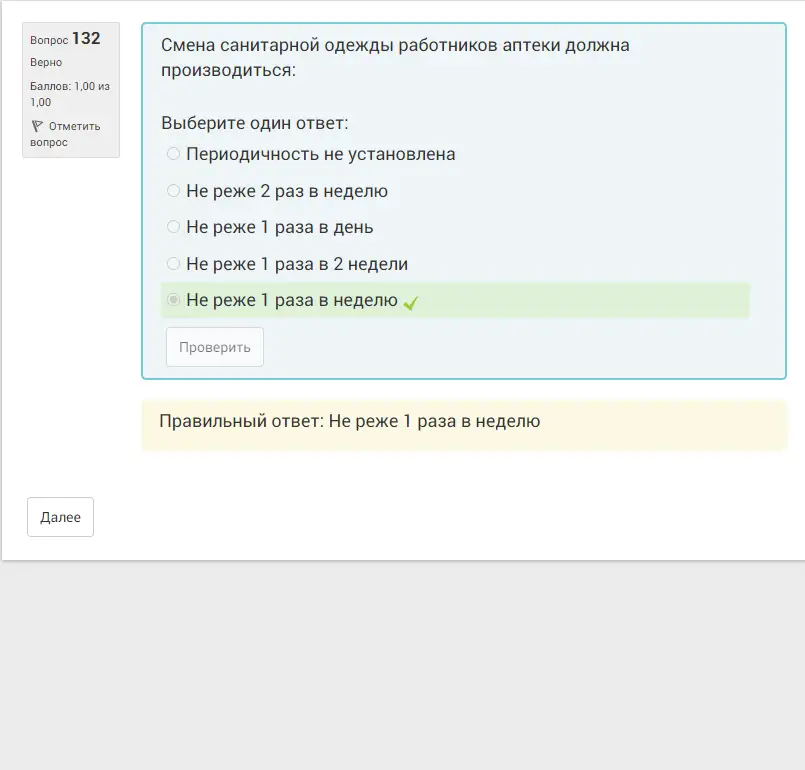 Вопрос 132
Верно
Баллов: 1,00 из
1,00
Отметить
вопрос
Смена санитарной одежды работников аптеки должна
производиться:
Выберите один ответ:
Периодичность не установлена
Не реже 2 раз в неделю
Не реже 1 раза в день
Не реже 1 раза в 2 недели
Не реже 1 раза в неделю
Проверить
Правильный ответ: Не реже 1 раза в неделю
Далее